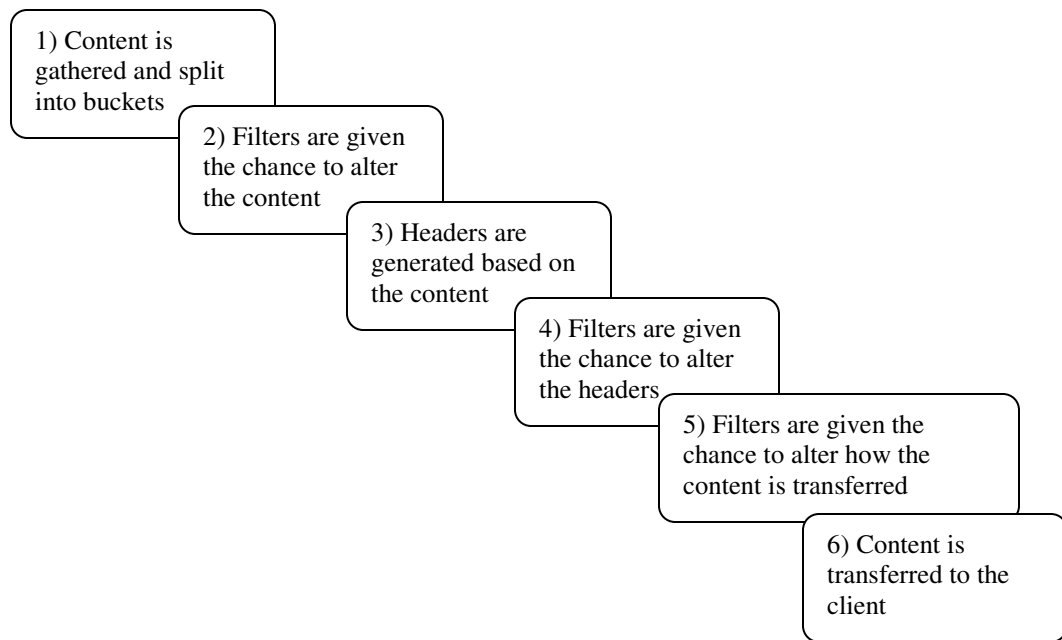 1) Content is
gathered and split
into buckets
2) Filters are given
the chance to alter
the content
3) Headers are
generated based on
the content
4) Filters are given
the chance to alter
the headers
5) Filters are given the
chance to alter how the
content is transferred
6) Content is
transferred to the
client